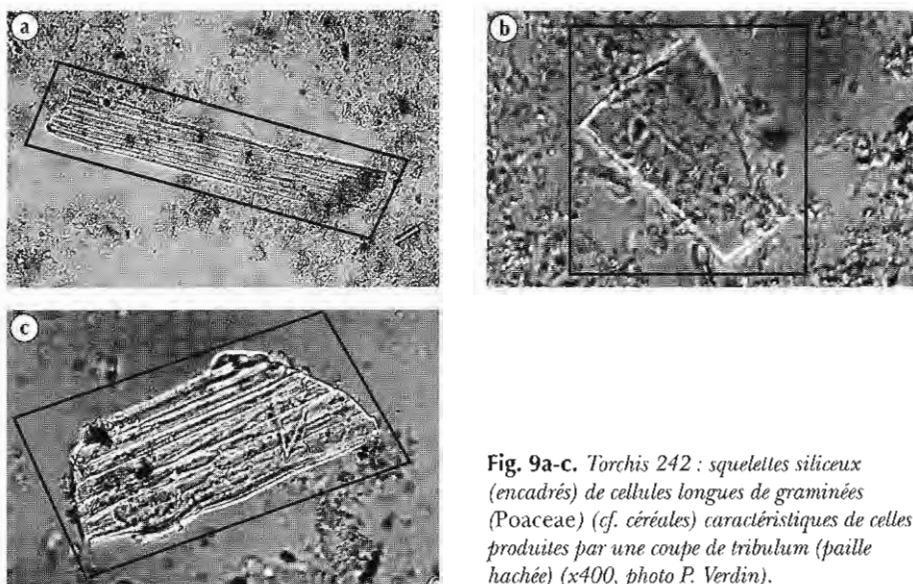 a
b
c
Fig. 9a-c. Torchis 242 : squelettes siliceux
(encadrés) de cellules longues de graminées
(Poaceae) (cf. céréales) caractéristiques de celles
produites par une coupe de tribulum (paille
hachée) (x400, photo P. Verdin).